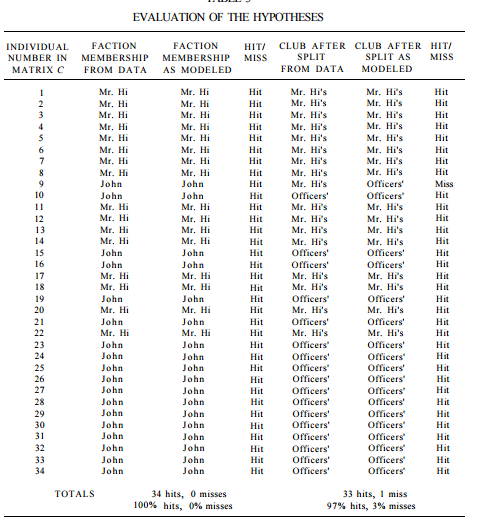 EVALUATION OF THE HYPOTHESES
INDIVIDUAL NUMBER IN MATRIX C FACTION MEMBERSHIP FROM DATA FACTION MEMBERSHIP AS MODELED HIT/ MISS CLUB AFTER SPLIT FROM DATA CLUB AFTER SPLIT AS MODELED HIT/ MISS
1 Mr. Hi Mr. Hi Hit Mr. Hi's Mr. Hi's Hit
2 Mr. Hi Mr. Hi Hit Mr. Hi's Mr. Hi's Hit
3 Mr. Hi Mr. Hi Hit Mr. Hi's Mr. Hi's Hit
4 Mr. Hi Mr. Hi Hit Mr. Hi's Mr. Hi's Hit
5 Mr. Hi Mr. Hi Hit Mr. Hi's Mr. Hi's Hit
6 Mr. Hi Mr. Hi Hit Mr. Hi's Mr. Hi's Hit
7 Mr. Hi Mr. Hi Hit Mr. Hi's Mr. Hi's Hit
8 Mr. Hi Mr. Hi Hit Mr. Hi's Mr. Hi's Hit
9 John John Hit Mr. Hi's Officers' Miss
10 John John Hit Officers' Officers' Hit
11 Mr. Hi Mr. Hi Hit Mr. Hi's Mr. Hi's Hit
12 Mr. Hi Mr. Hi Hit Mr. Hi's Mr. Hi's Hit
13 Mr. Hi Mr. Hi Hit Mr. Hi's Mr. Hi's Hit
14 Mr. Hi Mr. Hi Hit Mr. Hi's Mr. Hi's Hit
15 John John Hit Officers' Officers' Hit
16 John John Hit Officers' Officers' Hit
17 Mr. Hi Mr. Hi Hit Mr. Hi's Mr. Hi's Hit
18 Mr. Hi Mr. Hi Hit Mr. Hi's Mr. Hi's Hit
19 John John Hit Officers' Officers' Hit
20 Mr. Hi Mr. Hi Hit Mr. Hi's Mr. Hi's Hit
21 John John Hit Officers' Officers' Hit
22 Mr. Hi Mr. Hi Hit Mr. Hi's Mr. Hi's Hit
23 John John Hit Officers' Officers' Hit
24 John John Hit Officers' Officers' Hit
25 John John Hit Officers' Officers' Hit
26 John John Hit Officers' Officers' Hit
27 John John Hit Officers' Officers' Hit
28 John John Hit Officers' Officers' Hit
29 John John Hit Officers' Officers' Hit
30 John John Hit Officers' Officers' Hit
31 John John Hit Officers' Officers' Hit
32 John John Hit Officers' Officers' Hit
33 John John Hit Officers' Officers' Hit
34 John John Hit Officers' Officers' Hit
TOTALS 34 hits, 0 misses 33 hits, 1 miss
100% hits, 0% misses 97% hits, 3% misses